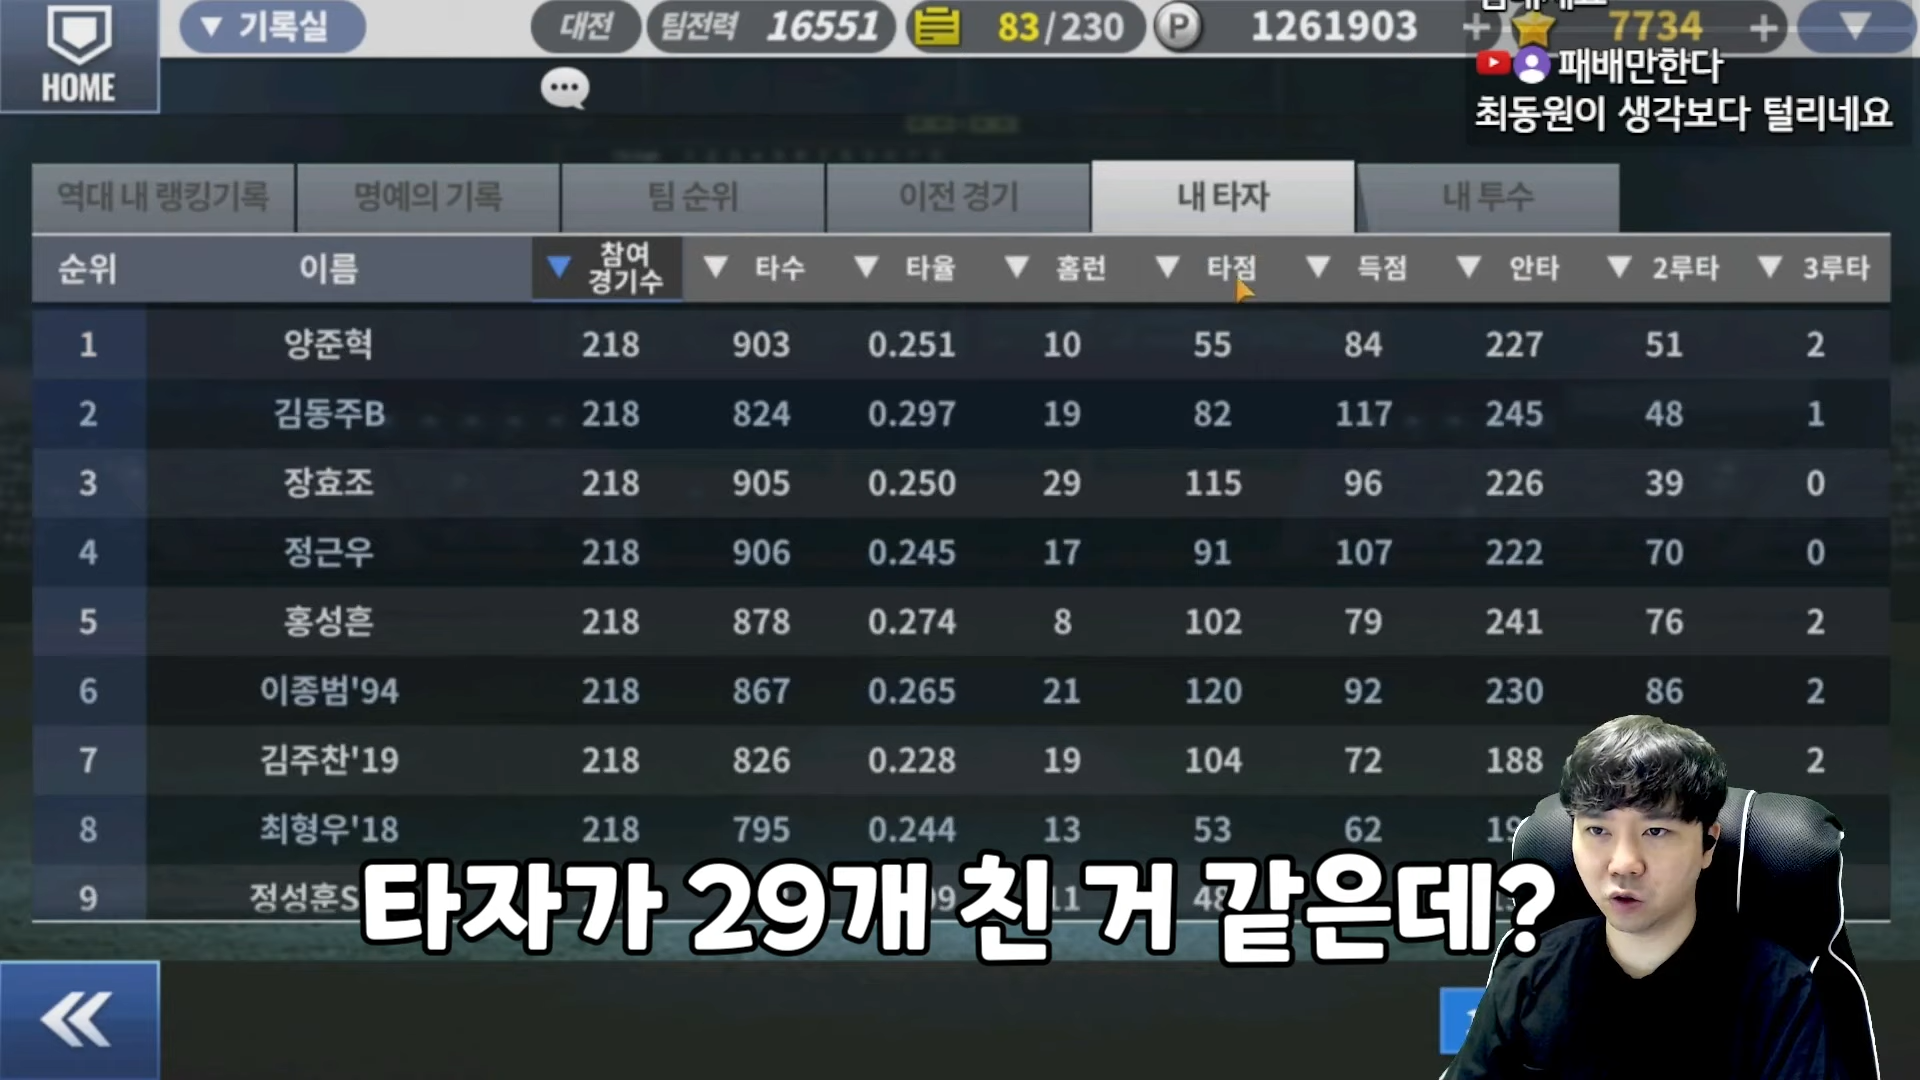 HOME
▼ 기록실
대전
팀전력 16551
83/230
P
1261903
7734
패배만한다
최동원이 생각보다 털리네요
역대 내 랭킹기록 명예의 기록 팀 순위 이전 경기 내 타자 내 투수
순위 이름 ▼ 참여 경기수 ▼ 타수 ▼ 타율 ▼ 홈런 ▼ 타점 ▼ 득점 ▼ 안타 ▼ 2루타 ▼ 3루타
1 양준혁 218 903 0.251 10 55 84 227 51 2
2 김동주B 218 824 0.297 19 82 117 245 48 1
3 장효조 218 905 0.250 29 115 96 226 39 0
4 정근우 218 906 0.245 17 91 107 222 70 0
5 홍성흔 218 878 0.274 8 102 79 241 76 2
6 이종범'94 218 867 0.265 21 120 92 230 86 2
7 김주찬'19 218 826 0.228 19 104 72 188 2
8 최형우'18 218 795 0.244 13 53 62
9 정성훈S
타자가 29개 친 거 같은데?